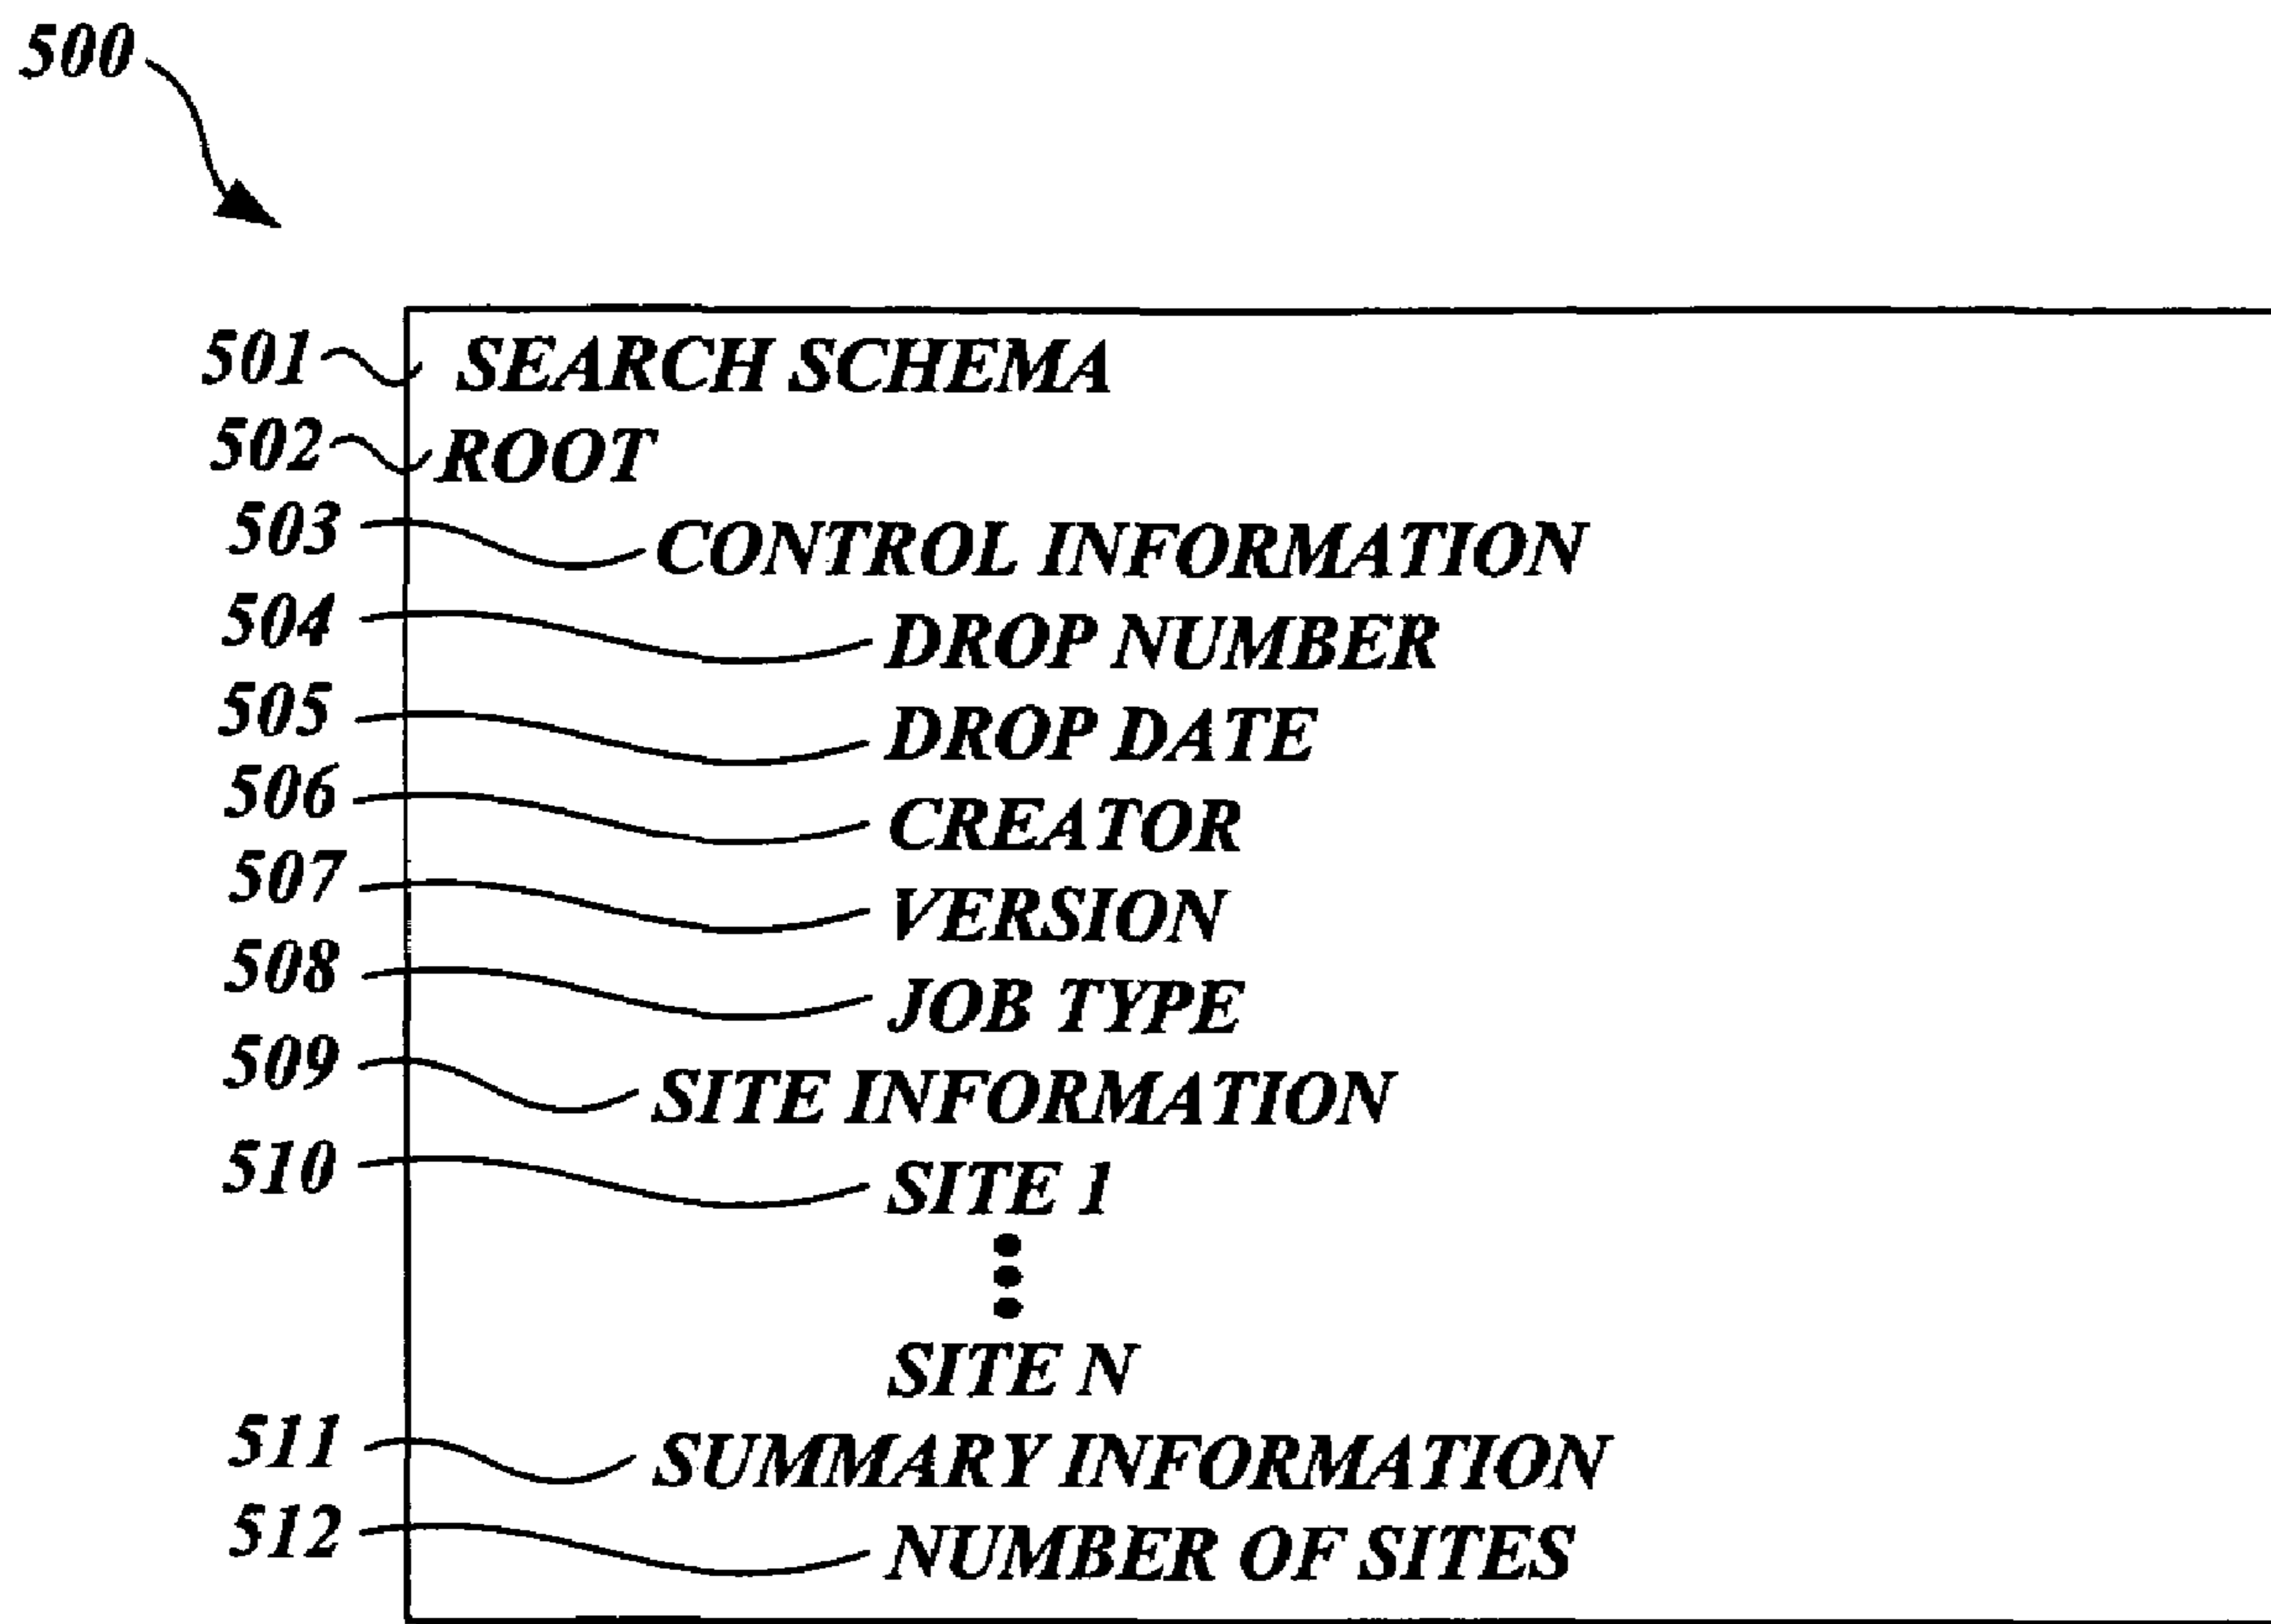 500
501 SEARCH SCHEMA
502 ROOT
503 CONTROL INFORMATION
504 DROP NUMBER
505 DROP DATE
506 CREATOR
507 VERSION
508 JOB TYPE
509 SITE INFORMATION
510 SITE 1
SITE N
511 SUMMARY INFORMATION
512 NUMBER OF SITES